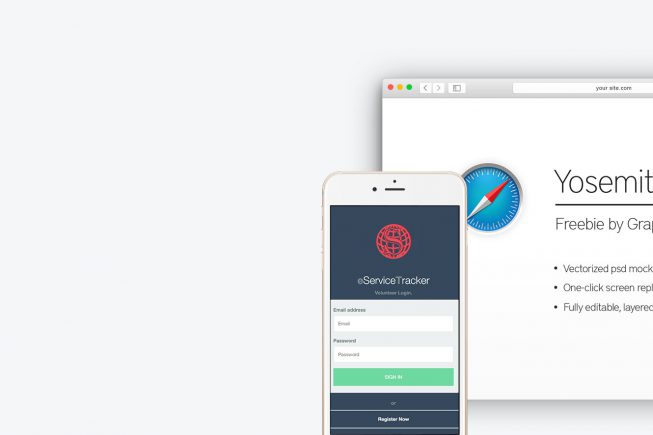 your site.com
Yosemit
Freebie by Grap
• Vectorized psd mock
• One-click screen repl
• Fully editable, layered
eServiceTracker
Volunteer Login.
Email address
Email
Password
Password
SIGN IN
or
Register Now